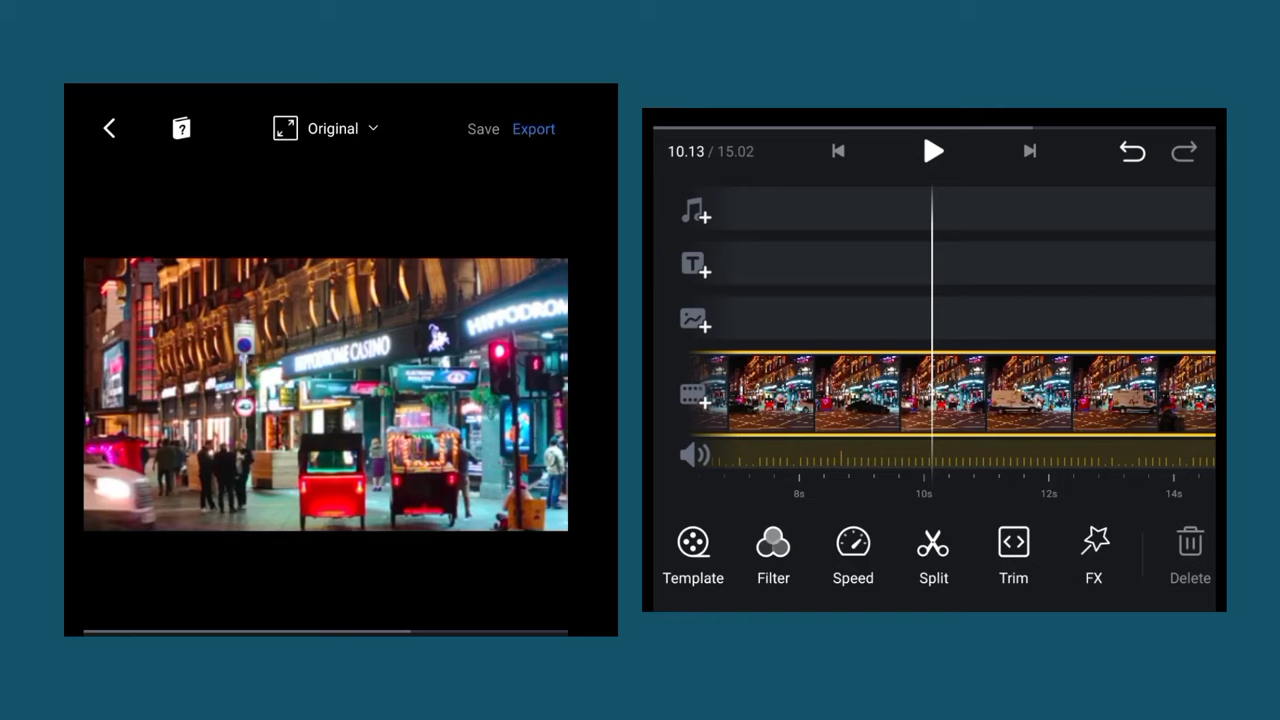 ?
Original
Save
Export
HIPPODROME CASINO
HIPPODROM
10.13 / 15.02
T
8s
10s
12s
14s
Template
Filter
Speed
Split
Trim
FX
Delete